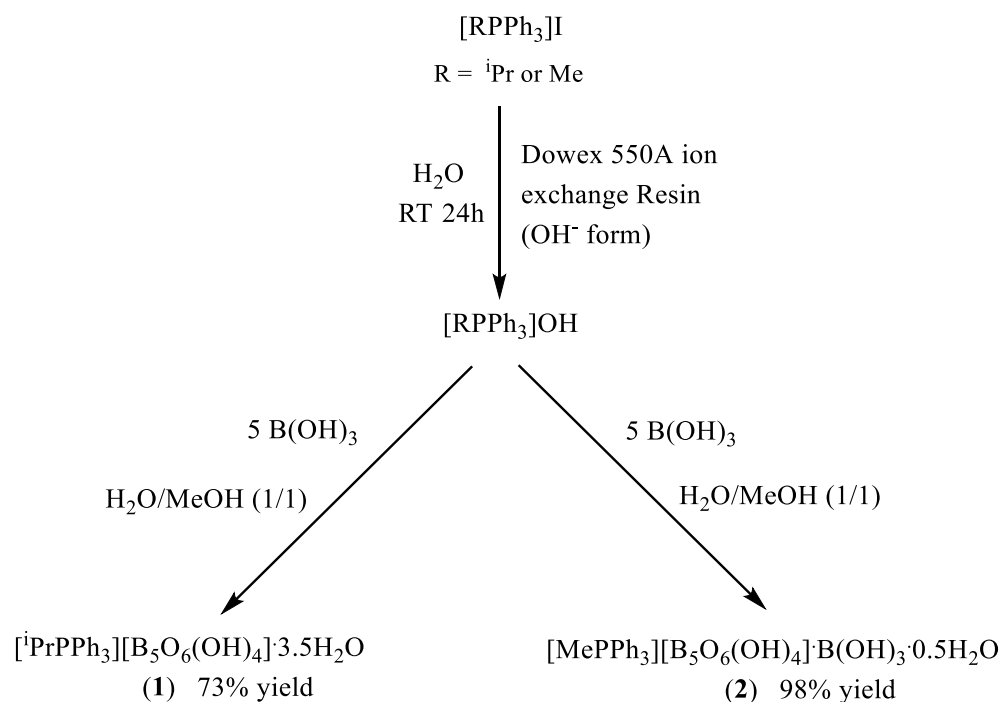 [RPPh₃]I
R = ⁱPr or Me
H₂O
RT 24h
Dowex 550A ion
exchange Resin
(OH⁻ form)
[RPPh₃]OH
5 B(OH)₃
H₂O/MeOH (1/1)
5 B(OH)₃
H₂O/MeOH (1/1)
[ⁱPrPPh₃][B₅O₆(OH)₄]·3.5H₂O
(1) 73% yield
[MePPh₃][B₅O₆(OH)₄]·B(OH)₃·0.5H₂O
(2) 98% yield